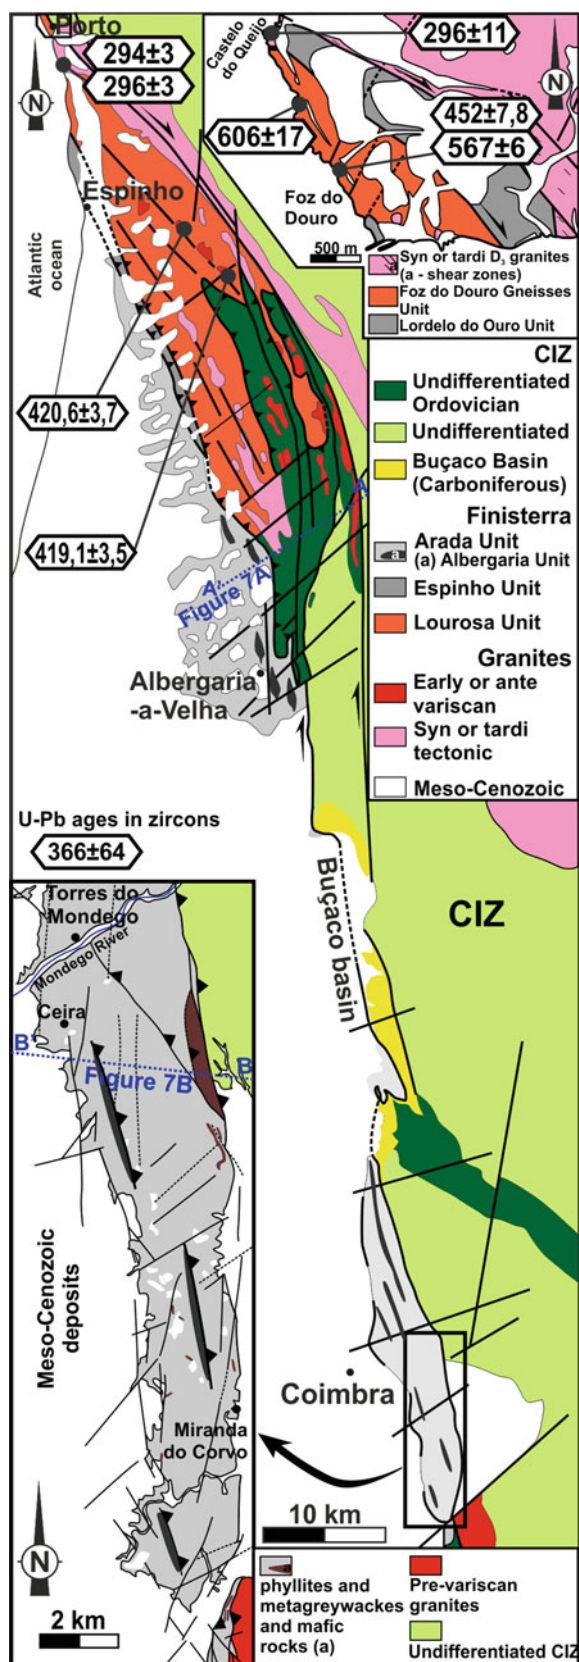 Porto
294±3
296±3
N
Espinho
Atlantic
ocean
420,6±3,7
419,1±3,5
A
A'
Figure 7A
Albergaria
-a-Velha
Castelo
do Queijo
296±11
N
452±7,8
606±17
567±6
Foz do
Douro
500 m
Syn or tardi D3 granites
(a - shear zones)
Foz do Douro Gneisses
Unit
Lordelo do Ouro Unit
CIZ
Undifferentiated
Ordovician
Undifferentiated
Buçaco Basin
(Carboniferous)
Finisterra
Arada Unit
a
(a) Albergaria Unit
Espinho Unit
Lourosa Unit
Granites
Early or ante
variscan
Syn or tardi
tectonic
Meso-Cenozoic
U-Pb ages in zircons
366±64
Buçaco basin
CIZ
Coimbra
10 km
Torres do
Mondego
Mondego River
Ceira
B'
B
Figure 7B
Meso-Cenozoic
deposits
Miranda
do Corvo
N
2 km
phyllites and
metagreywackes
and mafic
rocks (a)
Pre-variscan
granites
Undifferentiated CIZ